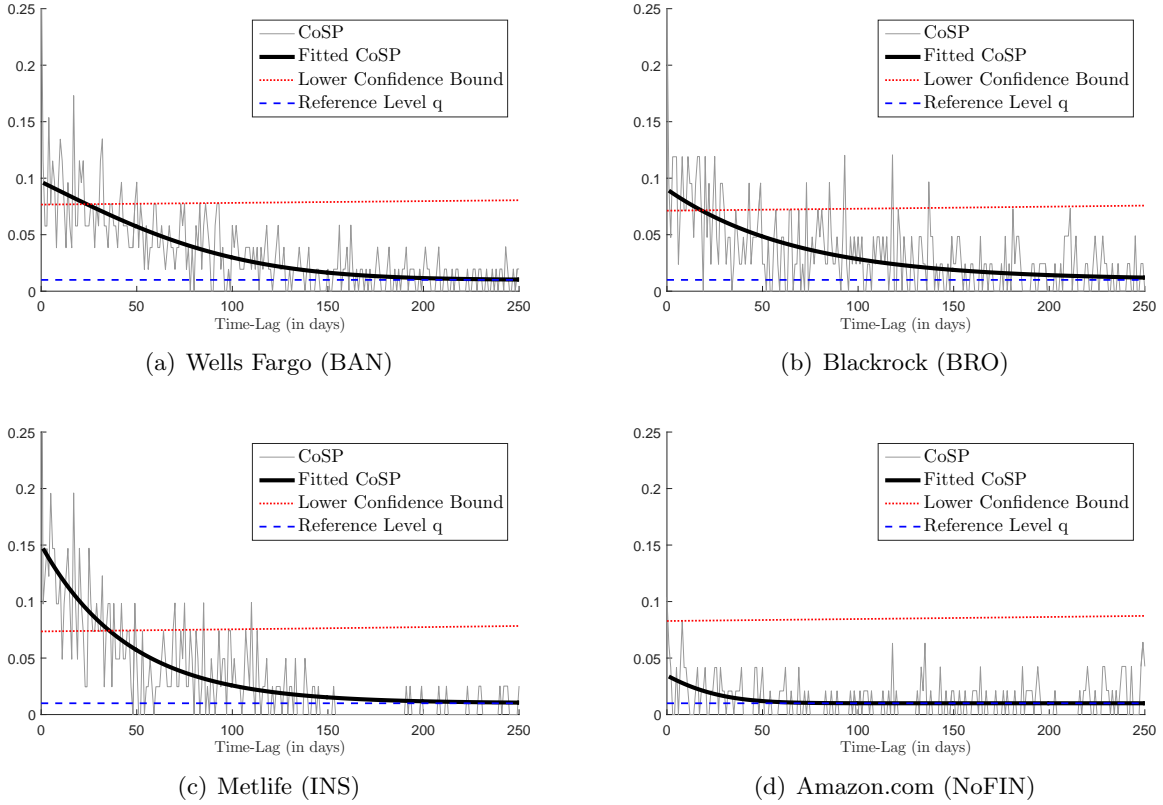 0.25
0.2
0.15
0.1
0.05
0
0 50 100 150 200 250
Time-Lag (in days)
CoSP
Fitted CoSP
Lower Confidence Bound
Reference Level q
(a) Wells Fargo (BAN)
0.25
0.2
0.15
0.1
0.05
0
0 50 100 150 200 250
Time-Lag (in days)
CoSP
Fitted CoSP
Lower Confidence Bound
Reference Level q
(b) Blackrock (BRO)
0.25
0.2
0.15
0.1
0.05
0
0 50 100 150 200 250
Time-Lag (in days)
CoSP
Fitted CoSP
Lower Confidence Bound
Reference Level q
(c) Metlife (INS)
0.25
0.2
0.15
0.1
0.05
0
0 50 100 150 200 250
Time-Lag (in days)
CoSP
Fitted CoSP
Lower Confidence Bound
Reference Level q
(d) Amazon.com (NoFIN)